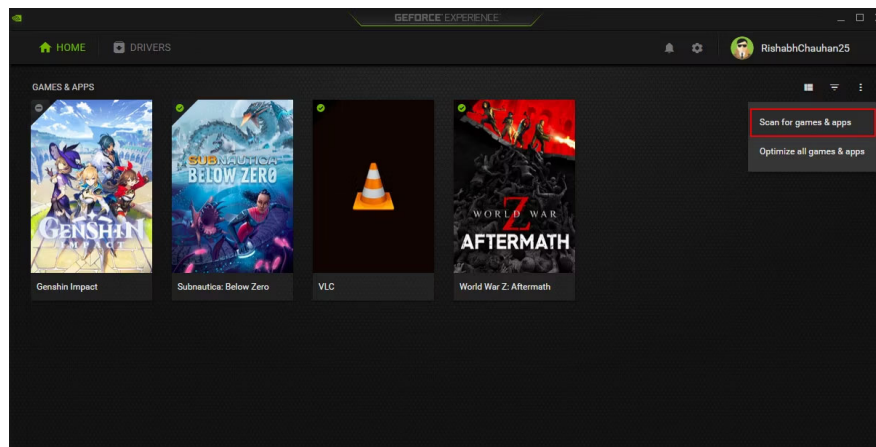 GEFORCE EXPERIENCE
HOME
DRIVERS
RishabhChauhan25
GAMES & APPS
Scan for games & apps
Optimize all games & apps
GENSHIN
IMPACT
SUBNAUTICA
BELOW ZERO
WORLD WAR
Z
AFTERMATH
Genshin Impact
Subnautica: Below Zero
VLC
World War Z: Aftermath